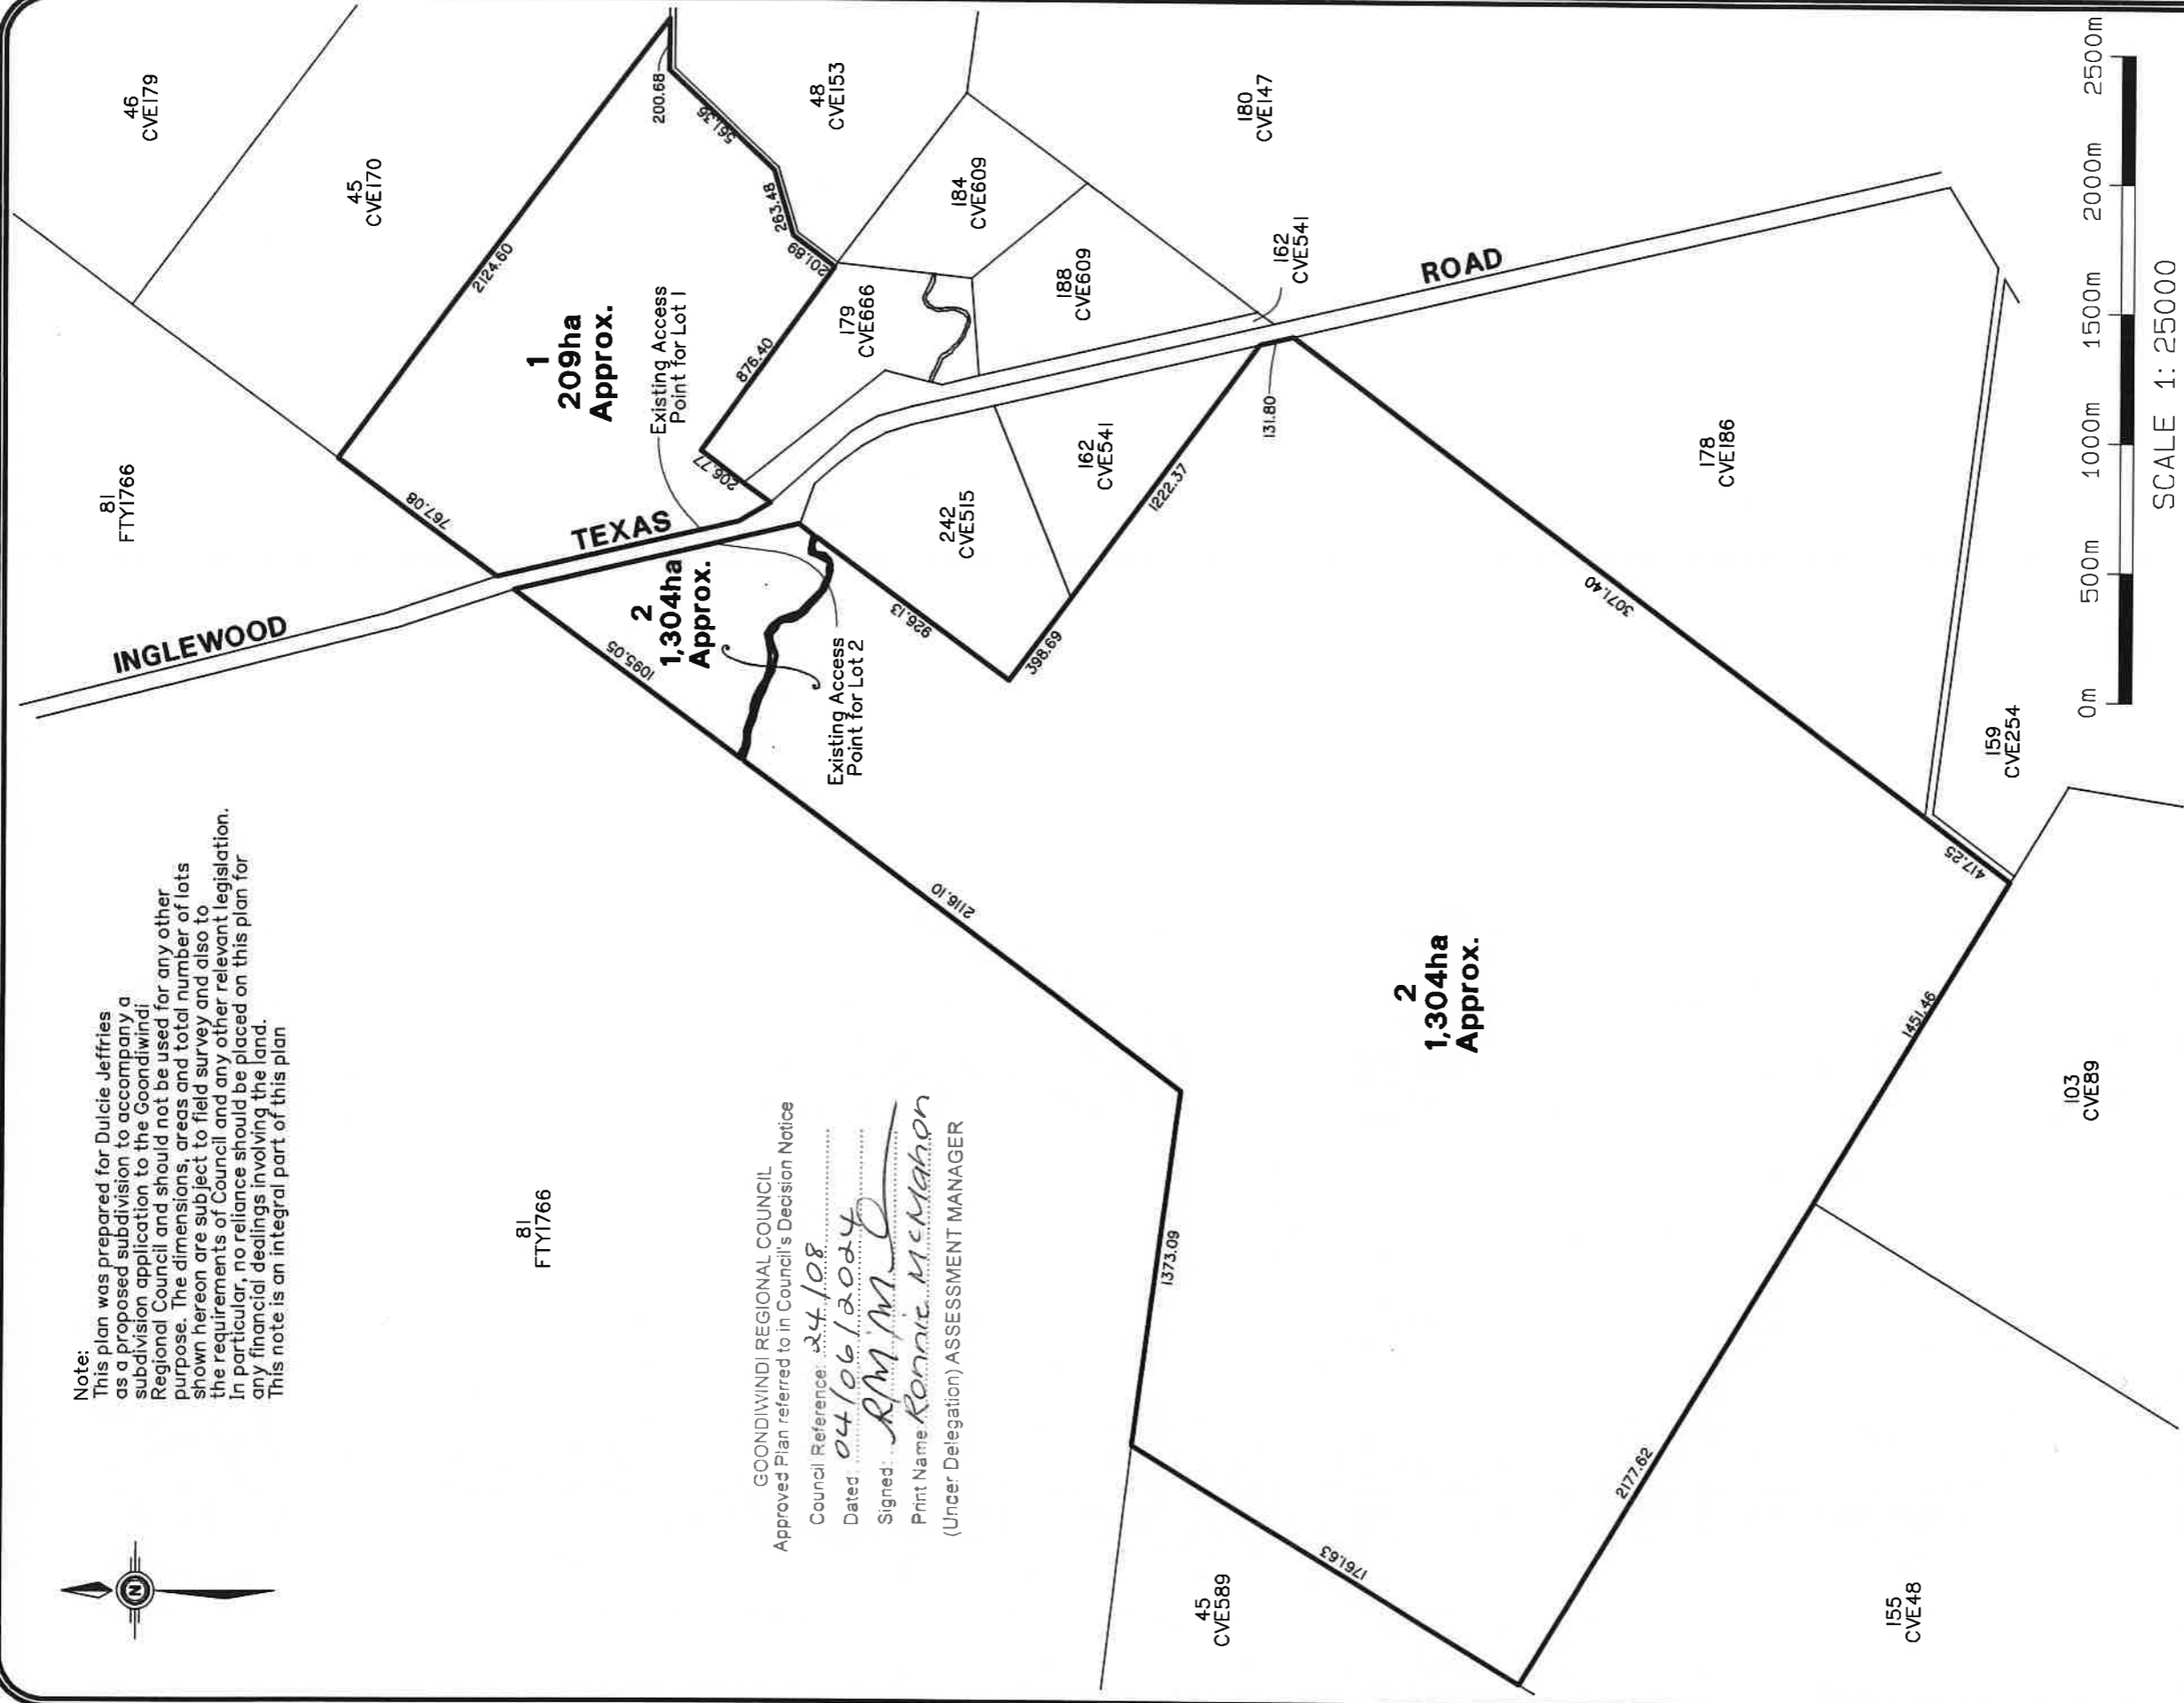 Note:
This plan was prepared for Dulcie Jeffries
as a proposed subdivision to accompany a
subdivision application to the Goondiwindi
Regional Council and should not be used for any other
purpose. The dimensions, areas and total number of lots
shown hereon are subject to field survey and also to
the requirements of Council and any other relevant legislation.
In particular, no reliance should be placed on this plan for
any financial dealings involving the land.
This note is an integral part of this plan
N
81
FTY1766
GOONDIWINDI REGIONAL COUNCIL
Approved Plan referred to in Council's Decision Notice
Council Reference: 24/08
Dated: 04/06/2024
Signed:
Print Name Ronnie McMahon
(Under Delegation) ASSESSMENT MANAGER
46
CVE179
45
CVE170
81
FTY1766
INGLEWOOD
TEXAS
ROAD
1
209ha
Approx.
Existing Access
Point for Lot 1
2
1,304ha
Approx.
Existing Access
Point for Lot 2
2
1,304ha
Approx.
48
CVE153
184
CVE609
180
CVE147
179
CVE666
188
CVE609
162
CVE541
162
CVE541
242
CVE515
178
CVE186
159
CVE254
103
CVE89
155
CVE48
45
CVE589
2124.60
200.68
561.36
263.48
201.89
876.40
206.77
767.08
1095.05
926.13
398.69
1222.37
131.80
3071.40
417.25
1451.46
2177.62
1761.63
1373.09
2116.10
0m
500m
1000m
1500m
2000m
2500m
SCALE 1: 25000